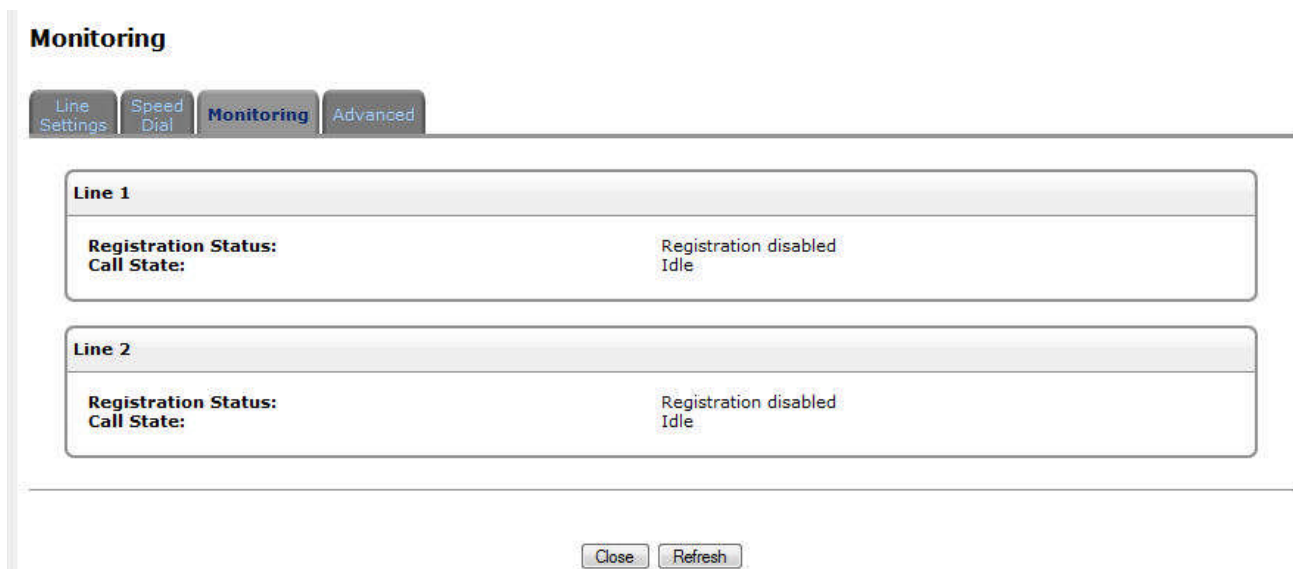 Monitoring
Line Settings
Speed Dial
Monitoring
Advanced
Line 1
Registration Status: Registration disabled
Call State: Idle
Line 2
Registration Status: Registration disabled
Call State: Idle
Close Refresh